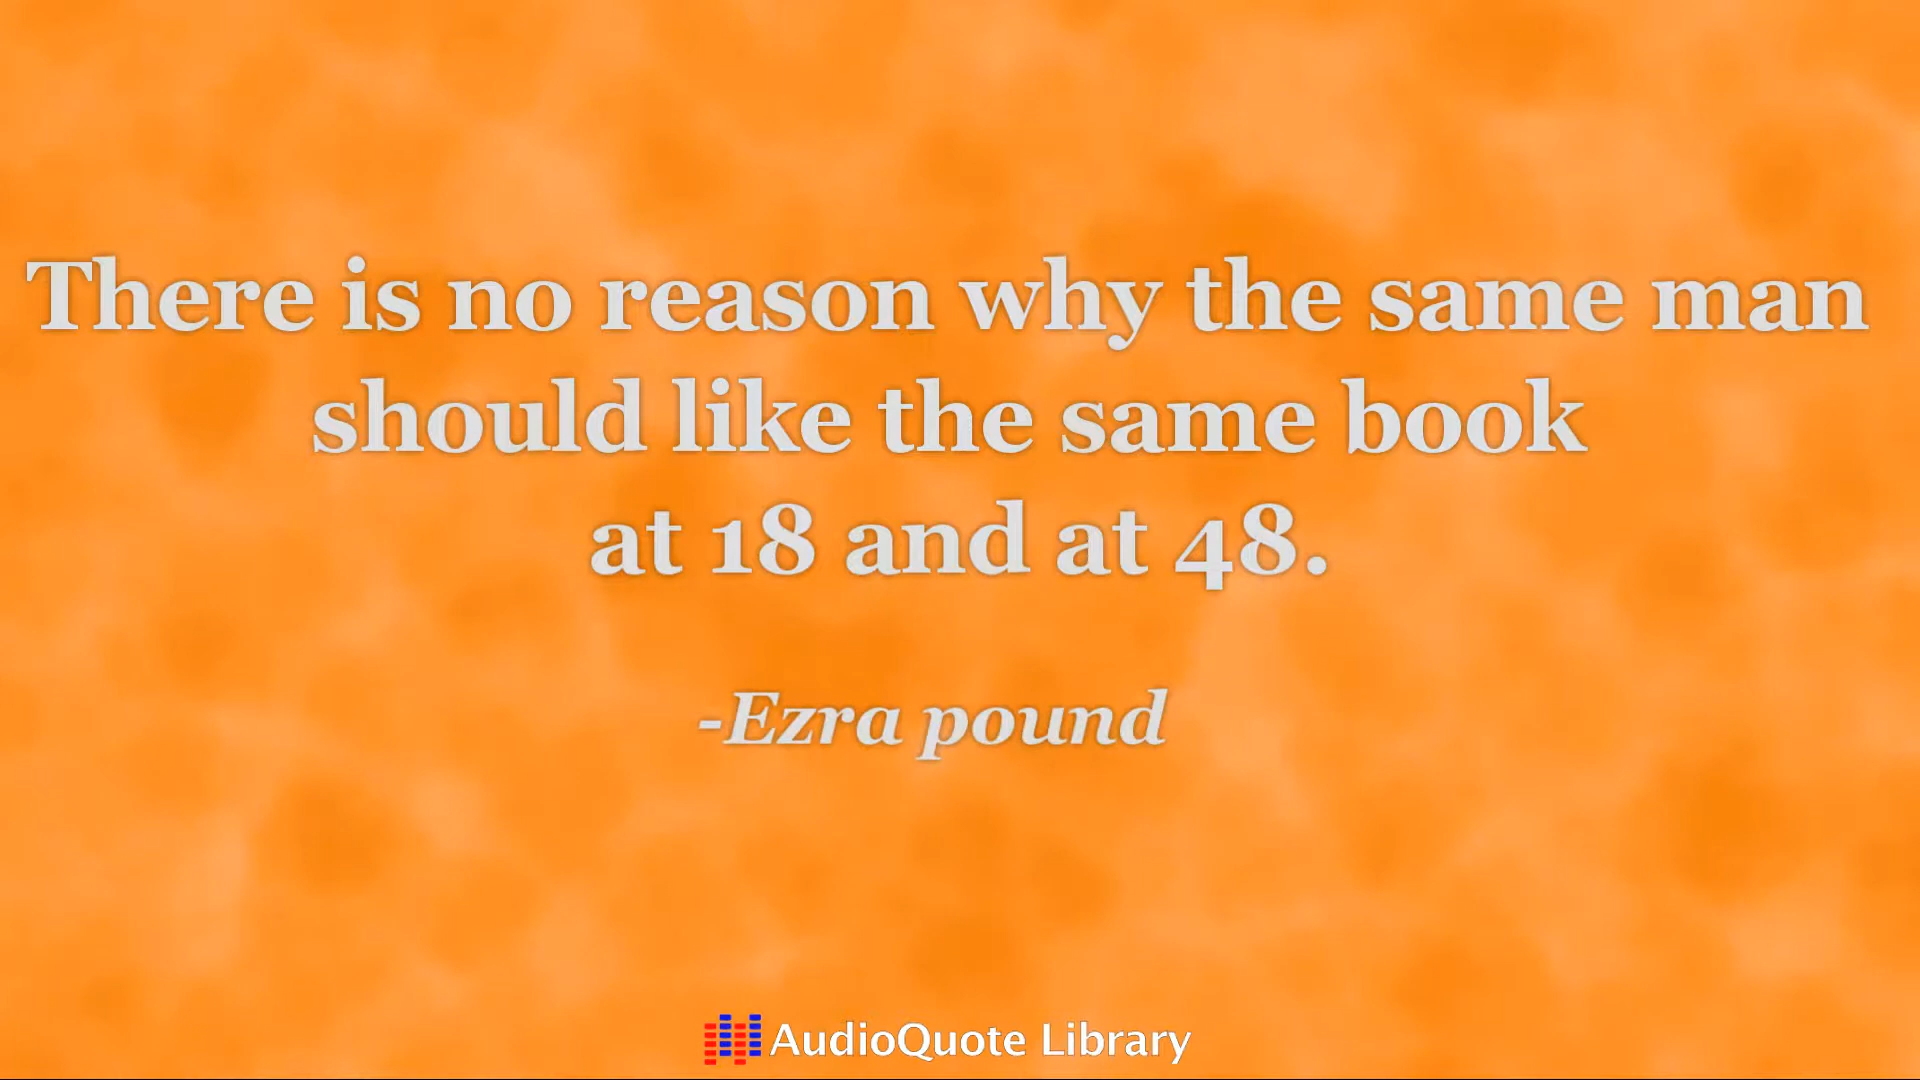 There is no reason why the same man
should like the same book
at 18 and at 48.
-Ezra pound
AudioQuote Library